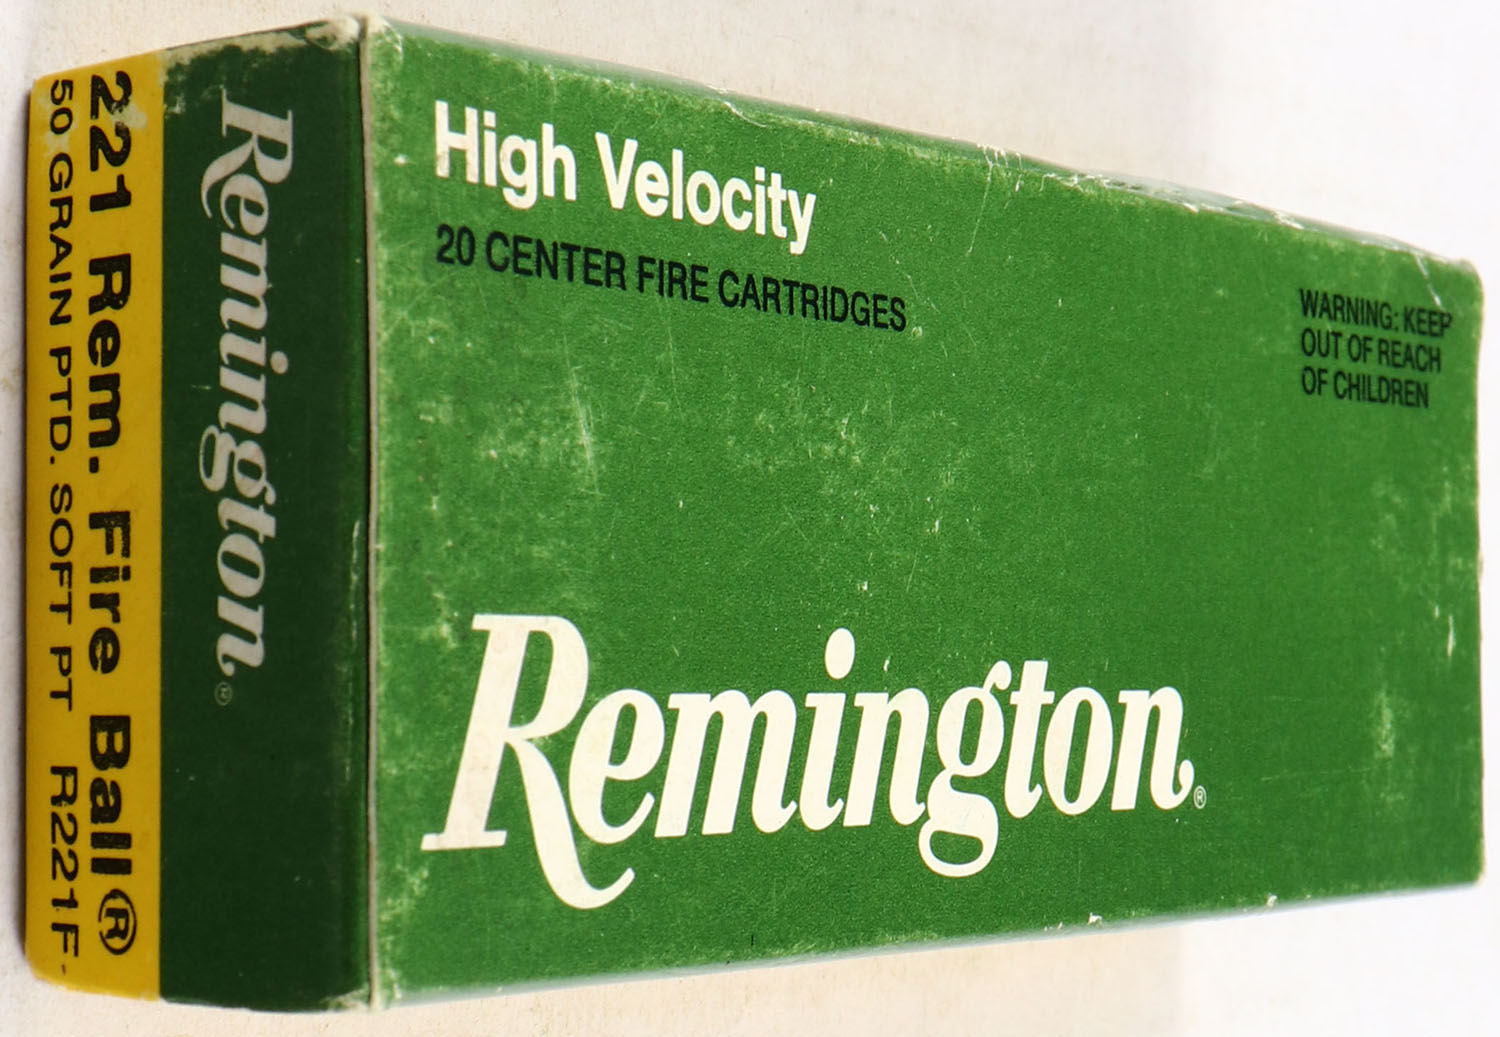 High Velocity
20 CENTER FIRE CARTRIDGES
WARNING: KEEP
OUT OF REACH
OF CHILDREN
Remington®
Remington®
221 Rem. Fire Ball®
50 GRAIN PTD. SOFT PT R221F